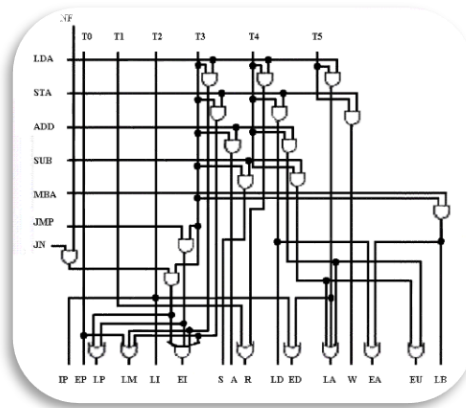 NF
T0 T1 T2 T3 T4 T5
LDA
STA
ADD
SUB
MBA
JMP
JN
IP EP LP LM LI EI S A R LD ED LA W EA EU LB